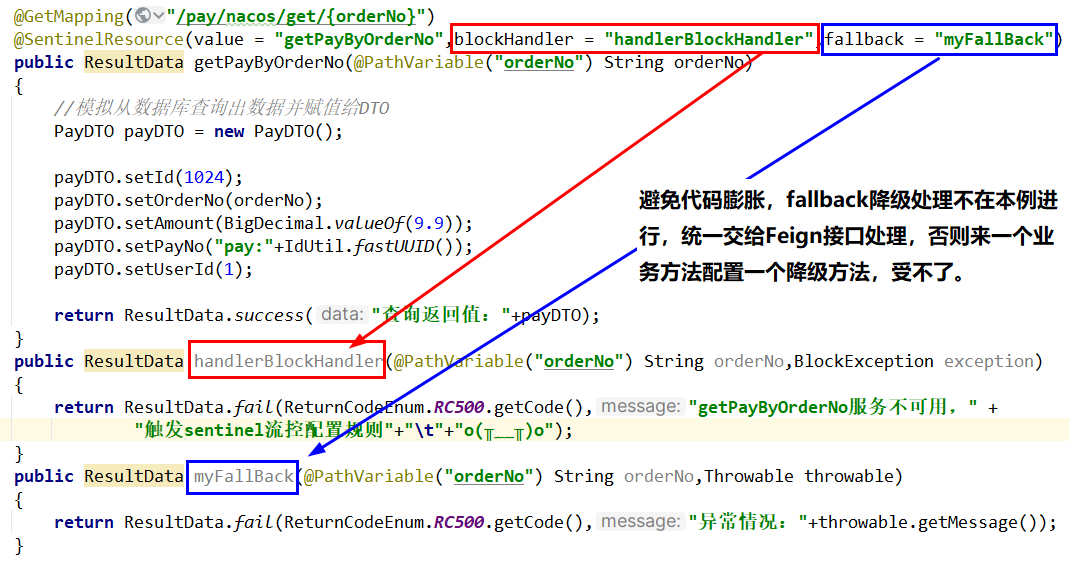 @GetMapping("/pay/nacos/get/{orderNo}")
@SentinelResource(value = "getPayByOrderNo",blockHandler = "handlerBlockHandler",fallback = "myFallBack")
public ResultData getPayByOrderNo(@PathVariable("orderNo") String orderNo)
{
//模拟从数据库查询出数据并赋值给DTO
PayDTO payDTO = new PayDTO();
payDTO.setId(1024);
payDTO.setOrderNo(orderNo);
payDTO.setAmount(BigDecimal.valueOf(9.9));
payDTO.setPayNo("pay:"+IdUtil.fastUUID());
payDTO.setUserId(1);
避免代码膨胀，fallback降级处理不在本例进
行，统一交给Feign接口处理，否则来一个业
务方法配置一个降级方法，受不了。
return ResultData.success( data: "查询返回值："+payDTO);
}
public ResultData handlerBlockHandler(@PathVariable("orderNo") String orderNo,BlockException exception)
{
return ResultData.fail(ReturnCodeEnum.RC500.getCode(), message: "getPayByOrderNo服务不可用，" +
"触发sentinel流控配置规则"+"\t"+"o(╥﹏╥)o");
}
public ResultData myFallBack(@PathVariable("orderNo") String orderNo,Throwable throwable)
{
return ResultData.fail(ReturnCodeEnum.RC500.getCode(), message: "异常情况："+throwable.getMessage());
}